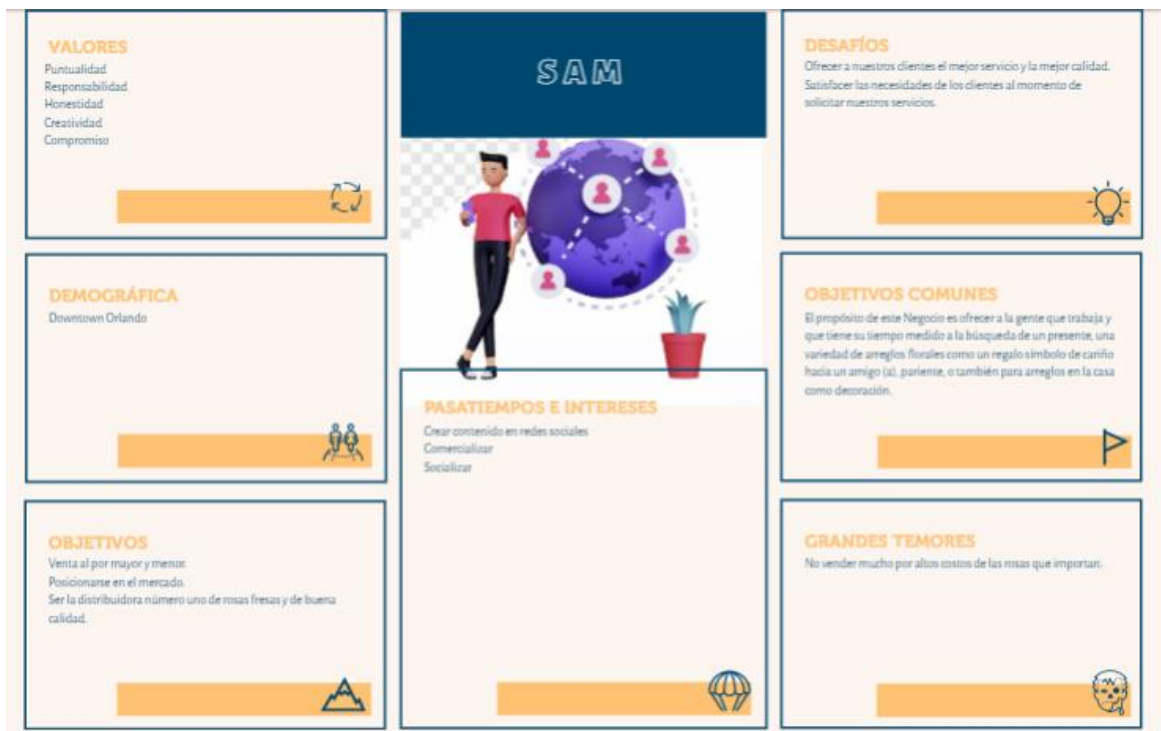 VALORES
Puntualidad
Responsabilidad
Honestidad
Creatividad
Compromiso
DEMOGRÁFICA
Downtown Orlando
OBJETIVOS
Venta al por mayor y menor.
Posicionarse en el mercado.
Ser la distribuidora número uno de rosas fresas y de buena
calidad.
SAM
PASATIEMPOS E INTERESES
Crear contenido en redes sociales
Comercializar
Socializar
DESAFÍOS
Ofrecer a nuestros clientes el mejor servicio y la mejor calidad.
Satisfacer las necesidades de los clientes al momento de
solicitar nuestros servicios.
OBJETIVOS COMUNES
El propósito de este Negocio es ofrecer a la gente que trabaja y
que tiene su tiempo medido a la búsqueda de un presente, una
variedad de arreglos florales como un regalo símbolo de cariño
hacia un amigo (a), pariente, o también para arreglos en la casa
como decoración.
GRANDES TEMORES
No vender mucho por altos costos de las rosas que importan.